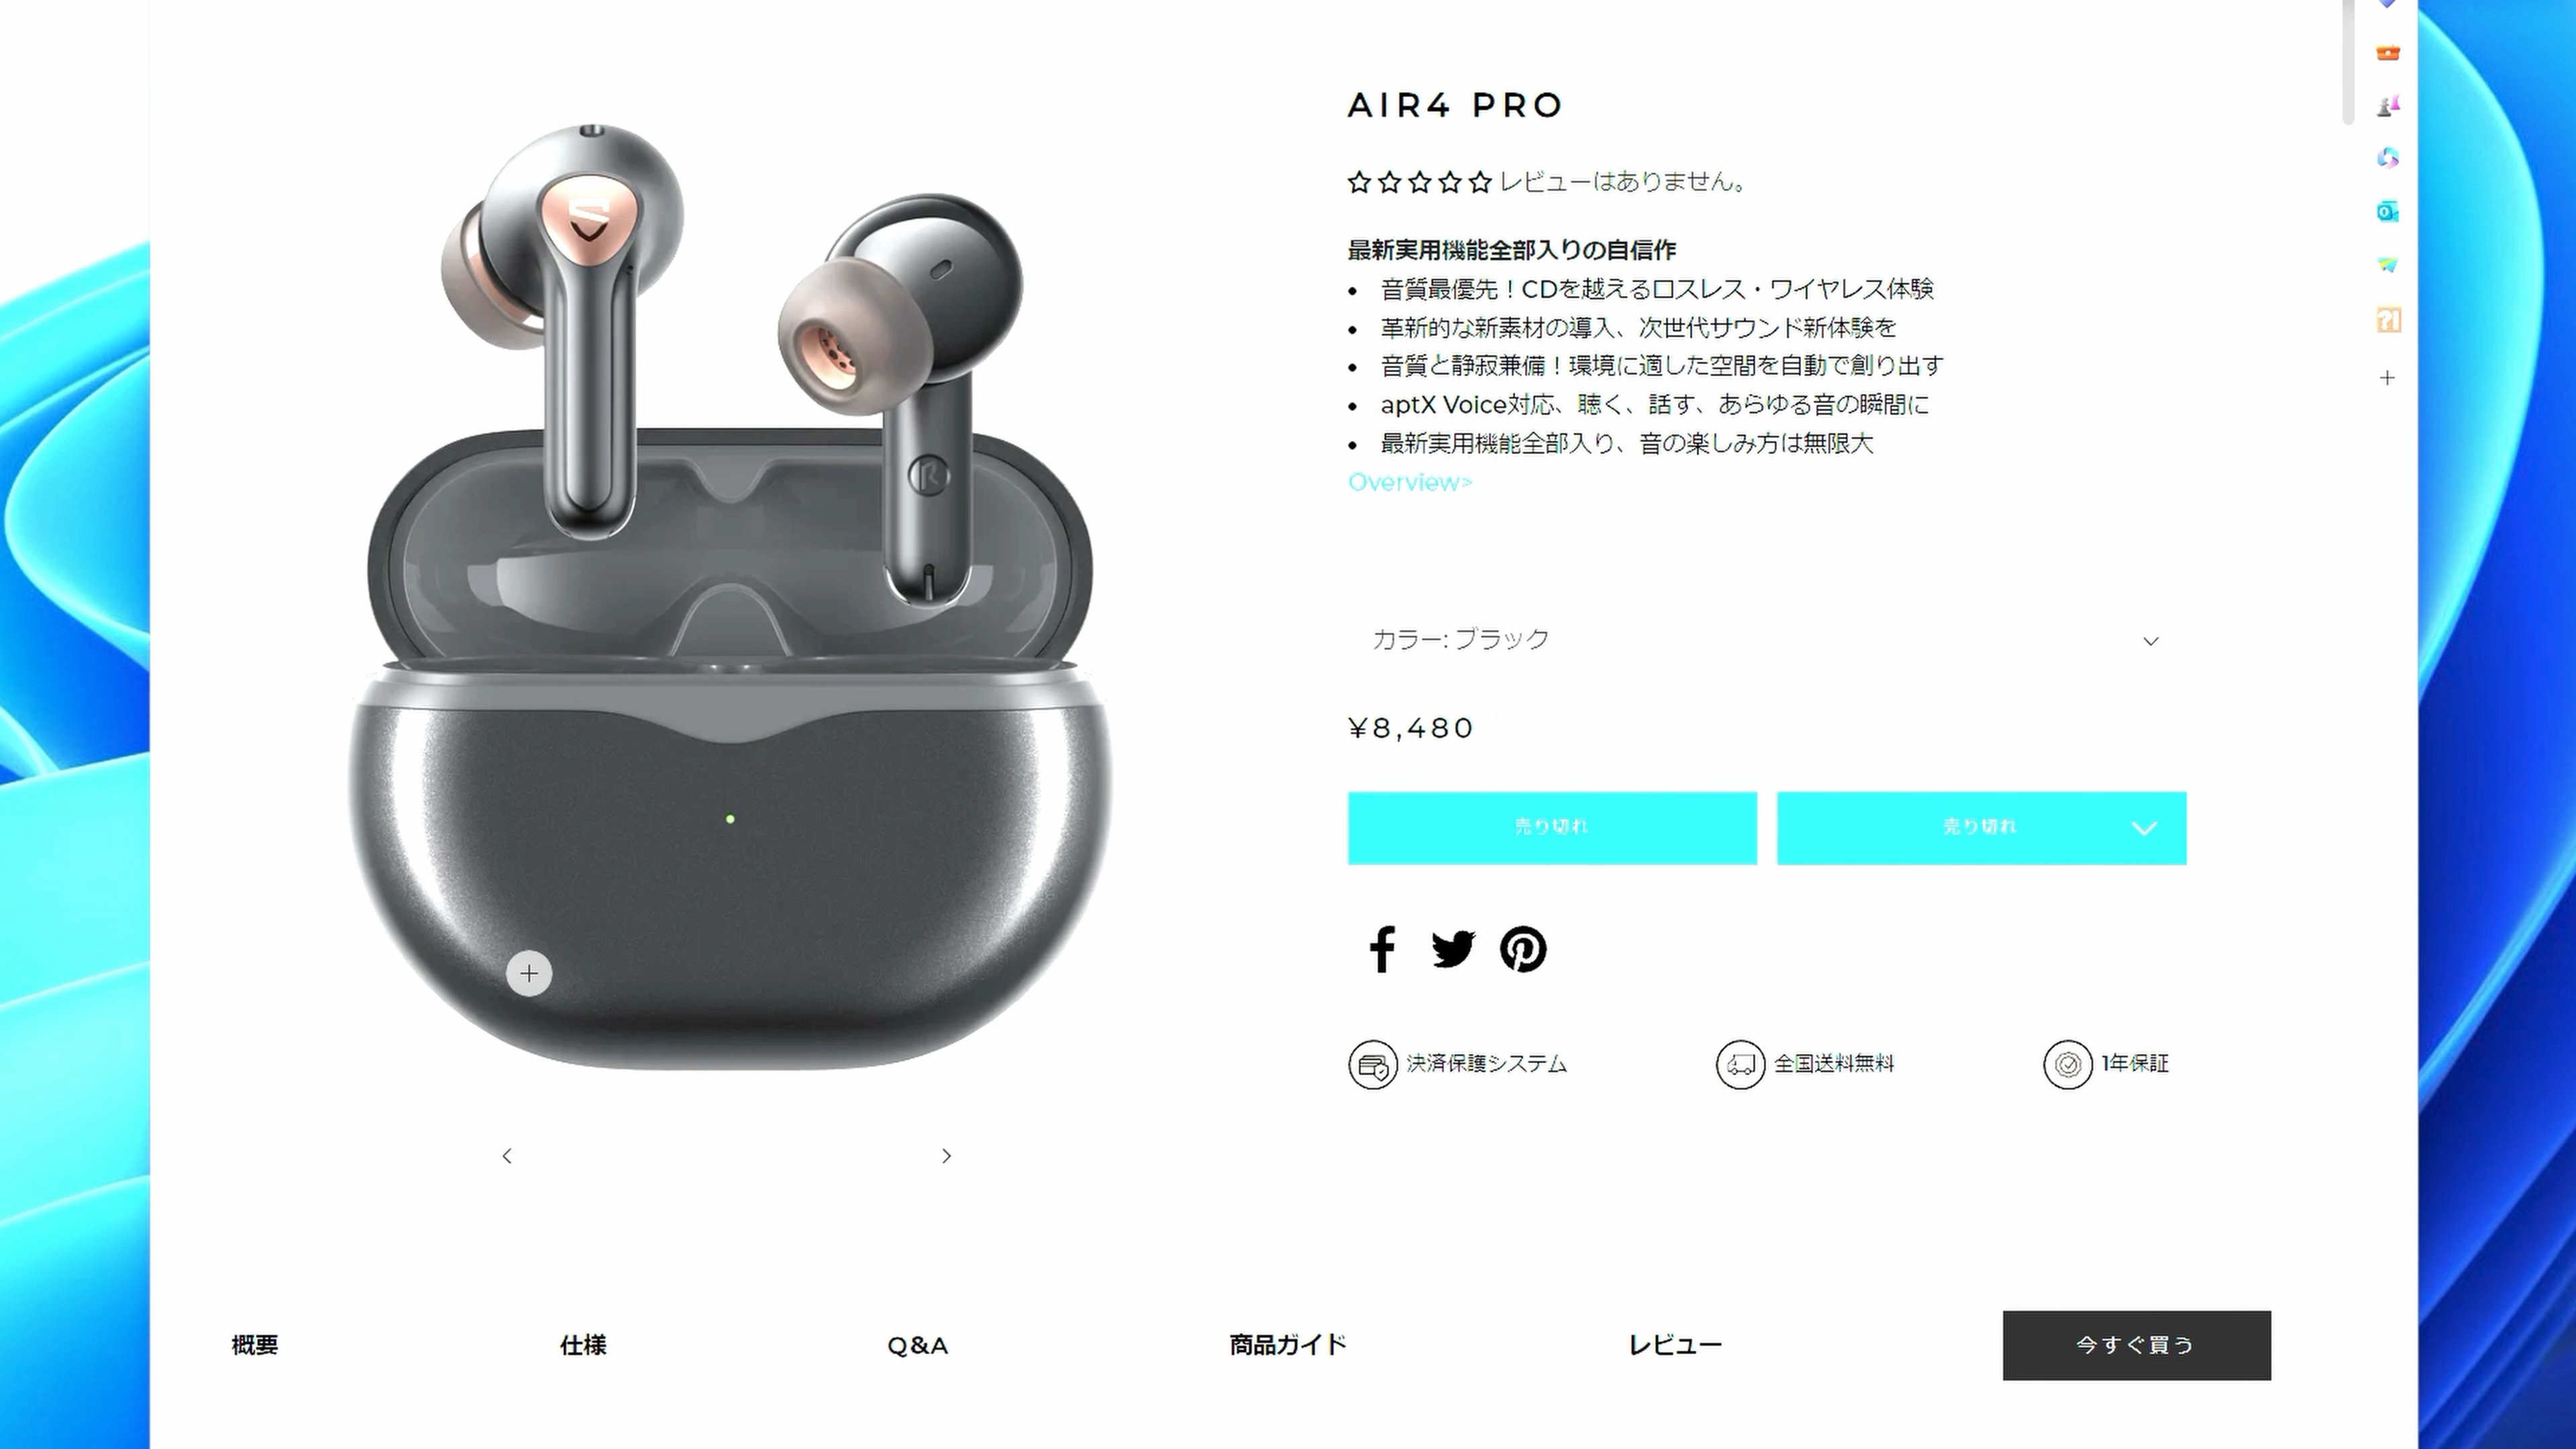 AIR4 PRO
レビューはありません。
最新実用機能全部入りの自信作
• 音質最優先！CDを越えるロスレス・ワイヤレス体験
• 革新的な新素材の導入、次世代サウンド新体験を
• 音質と静寂兼備！環境に適した空間を自動で創り出す
• aptX Voice対応、聴く、話す、あらゆる音の瞬間に
• 最新実用機能全部入り、音の楽しみ方は無限大
Overview>
カラー: ブラック
¥8,480
売り切れ 売り切れ
決済保護システム 全国送料無料 1年保証
概要 仕様 Q&A 商品ガイド レビュー 今すぐ買う
R